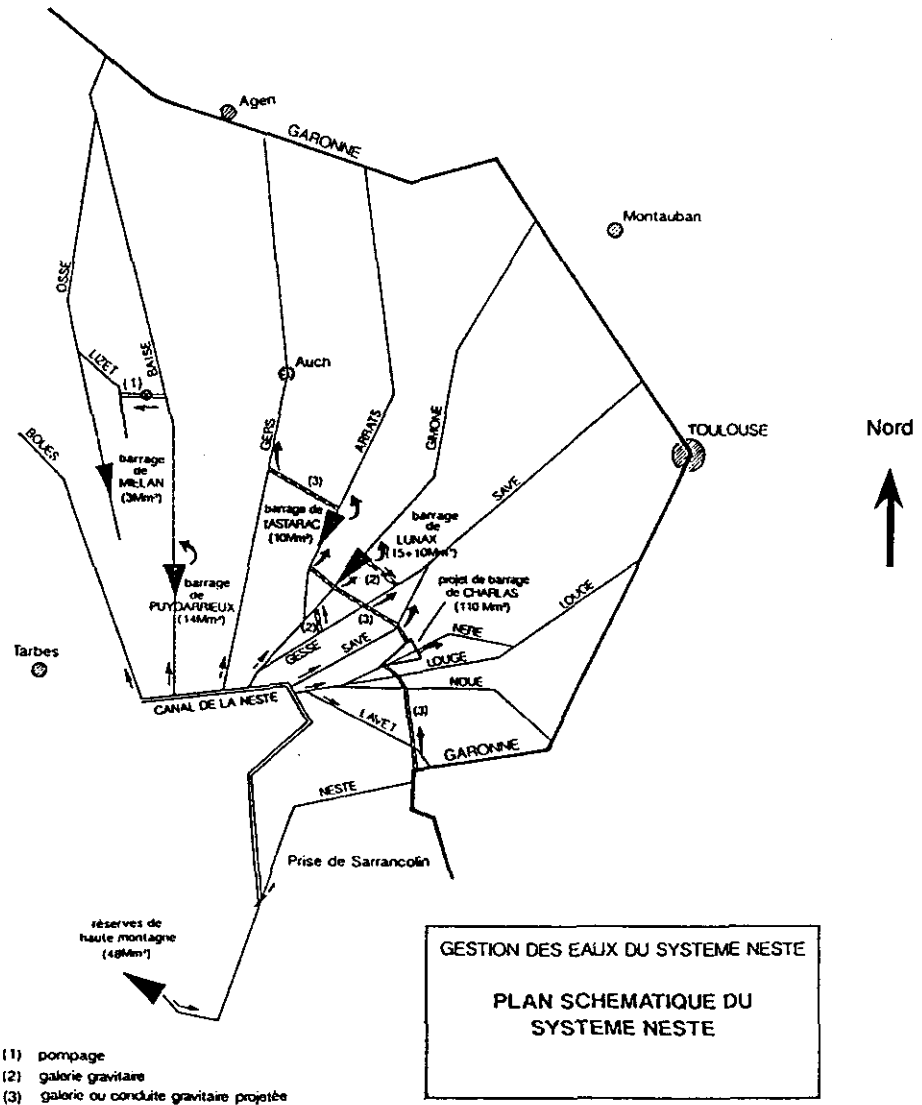 Agen
GARONNE
Montauban
OSSE
LIZET
BAISE
(1)
Auch
GERS
ARRATS
GIMONE
TOULOUSE
Nord
BOUES
barrage
de
MIELAN
(3Mm³)
(3)
SAVE
barrage de
l'ASTARAC
(10Mm³)
barrage
de
LUNAX
(15+10Mm³)
(2)
projet de barrage
de CHARLAS
(110 Mm³)
barrage
de
PUYDARRIEUX
(14Mm³)
(3)
(2)
GESSE
SAVE
NERE
LOUGE
LOUGE
Tarbes
NOUE
CANAL DE LA NESTE
LAVET
(3)
GARONNE
NESTE
Prise de Sarrancolin
réserves de
haute montagne
(48Mm³)
GESTION DES EAUX DU SYSTEME NESTE
PLAN SCHEMATIQUE DU
SYSTEME NESTE
(1) pompage
(2) galerie gravitaire
(3) galerie ou conduite gravitaire projetée